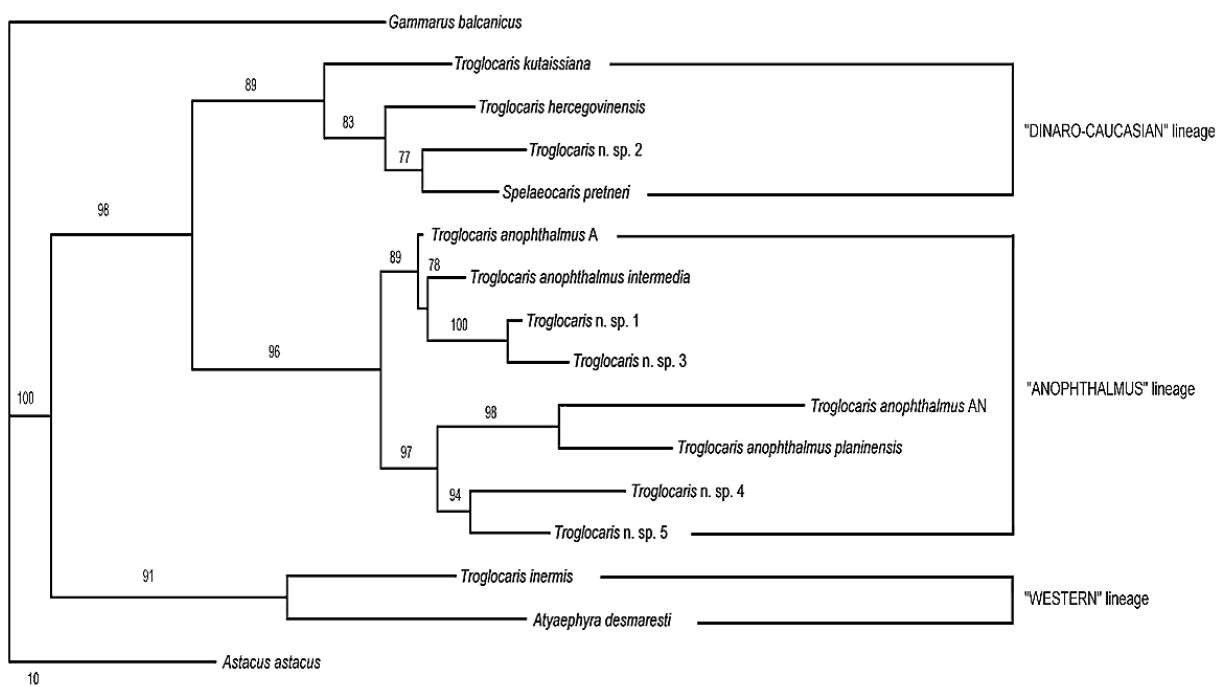 Gammarus balcanicus
Troglocaris kutaissiana
89
Troglocaris hercegovinensis
83
"DINARO-CAUCASIAN" lineage
Troglocaris n. sp. 2
77
Spelaeocaris pretneri
98
Troglocaris anophthalmus A
89
78
Troglocaris anophthalmus intermedia
100
Troglocaris n. sp. 1
96
Troglocaris n. sp. 3
"ANOPHTHALMUS" lineage
100
98
Troglocaris anophthalmus AN
97
Troglocaris anophthalmus planinensis
94
Troglocaris n. sp. 4
Troglocaris n. sp. 5
91
Troglocaris inermis
"WESTERN" lineage
Atyaephyra desmaresti
Astacus astacus
10